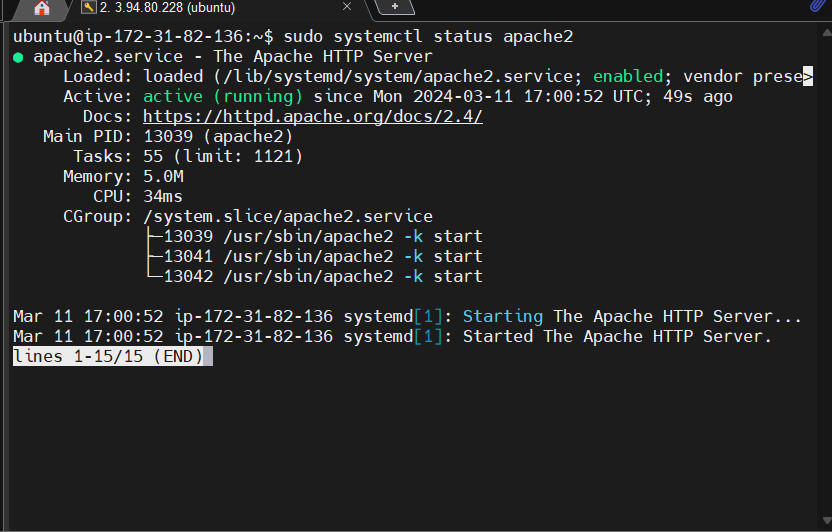 2. 3.94.80.228 (ubuntu)
ubuntu@ip-172-31-82-136:~$ sudo systemctl status apache2
● apache2.service - The Apache HTTP Server
     Loaded: loaded (/lib/systemd/system/apache2.service; enabled; vendor prese>
     Active: active (running) since Mon 2024-03-11 17:00:52 UTC; 49s ago
       Docs: https://httpd.apache.org/docs/2.4/
   Main PID: 13039 (apache2)
      Tasks: 55 (limit: 1121)
     Memory: 5.0M
        CPU: 34ms
     CGroup: /system.slice/apache2.service
             ├─13039 /usr/sbin/apache2 -k start
             ├─13041 /usr/sbin/apache2 -k start
             └─13042 /usr/sbin/apache2 -k start
Mar 11 17:00:52 ip-172-31-82-136 systemd[1]: Starting The Apache HTTP Server...
Mar 11 17:00:52 ip-172-31-82-136 systemd[1]: Started The Apache HTTP Server.
lines 1-15/15 (END)